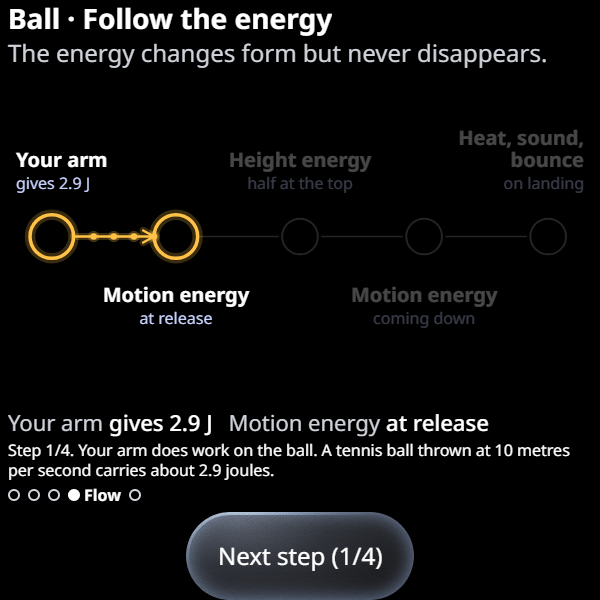 Ball · Follow the energy
The energy changes form but never disappears.
Heat, sound,
bounce
on landing
Your arm
gives 2.9 J
Height energy
half at the top
Motion energy
at release
Motion energy
coming down
Your arm gives 2.9 J Motion energy at release
Step 1/4. Your arm does work on the ball. A tennis ball thrown at 10 metres
per second carries about 2.9 joules.
Flow
Next step (1/4)